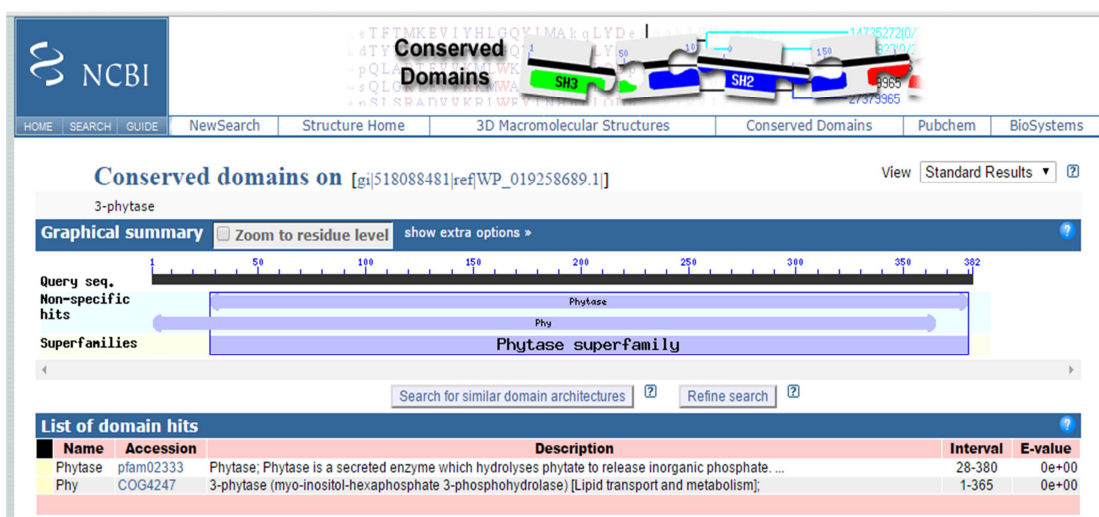 NCBI
Conserved
Domains
SH3
SH2
HOME SEARCH GUIDE NewSearch Structure Home 3D Macromolecular Structures Conserved Domains Pubchem BioSystems
Conserved domains on [gi|518088481|ref|WP_019258689.1|]
View Standard Results
3-phytase
Graphical summary Zoom to residue level show extra options »
1 50 100 150 200 250 300 350 382
Query seq.
Non-specific
hits
Phytase
Phy
Superfamilies
Phytase superfamily
Search for similar domain architectures Refine search
List of domain hits
Name Accession Description Interval E-value
Phytase pfam02333 Phytase; Phytase is a secreted enzyme which hydrolyses phytate to release inorganic phosphate. ... 28-380 0e+00
Phy COG4247 3-phytase (myo-inositol-hexaphosphate 3-phosphohydrolase) [Lipid transport and metabolism]; 1-365 0e+00